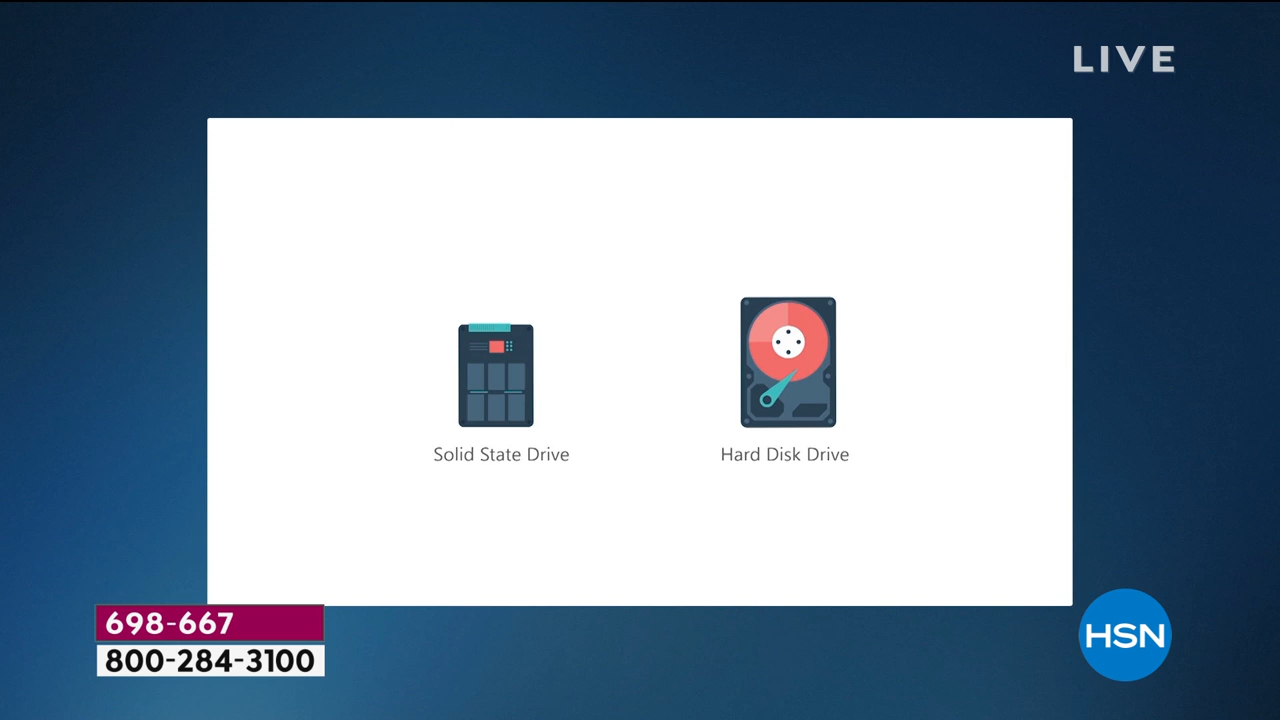 LIVE
Solid State Drive
Hard Disk Drive
698-667
800-284-3100
HSN